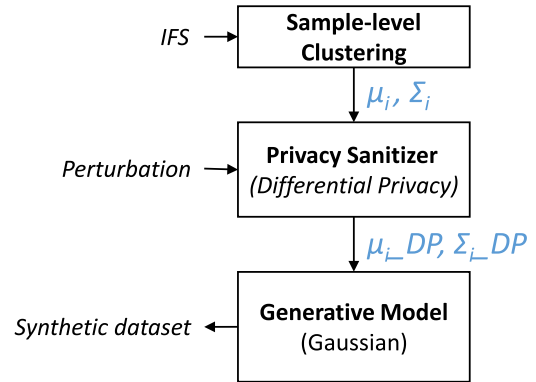 IFS
Sample-level
Clustering
μᵢ, Σᵢ
Perturbation
Privacy Sanitizer
(Differential Privacy)
μᵢ_DP, Σᵢ_DP
Generative Model
(Gaussian)
Synthetic dataset